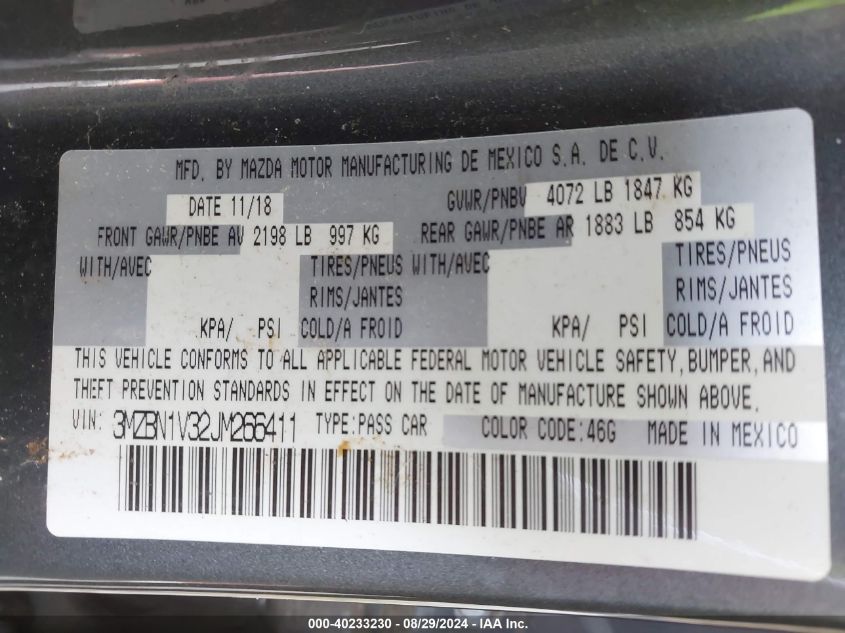 MFD. BY MAZDA MOTOR MANUFACTURING DE MEXICO S.A. DE C.V.
DATE 11/18 GVWR/PNBV 4072 LB 1847 KG
FRONT GAWR/PNBE AV 2198 LB 997 KG REAR GAWR/PNBE AR 1883 LB 854 KG
WITH/AVEC TIRES/PNEUS WITH/AVEC TIRES/PNEUS
RIMS/JANTES RIMS/JANTES
KPA/ PSI COLD/A FROID KPA/ PSI COLD/A FROID
THIS VEHICLE CONFORMS TO ALL APPLICABLE FEDERAL MOTOR VEHICLE SAFETY, BUMPER, AND
THEFT PREVENTION STANDARDS IN EFFECT ON THE DATE OF MANUFACTURE SHOWN ABOVE.
VIN: 3MZBN1V32JM266411 TYPE:PASS CAR COLOR CODE:46G MADE IN MEXICO
000-40233230 - 08/29/2024 - IAA Inc.